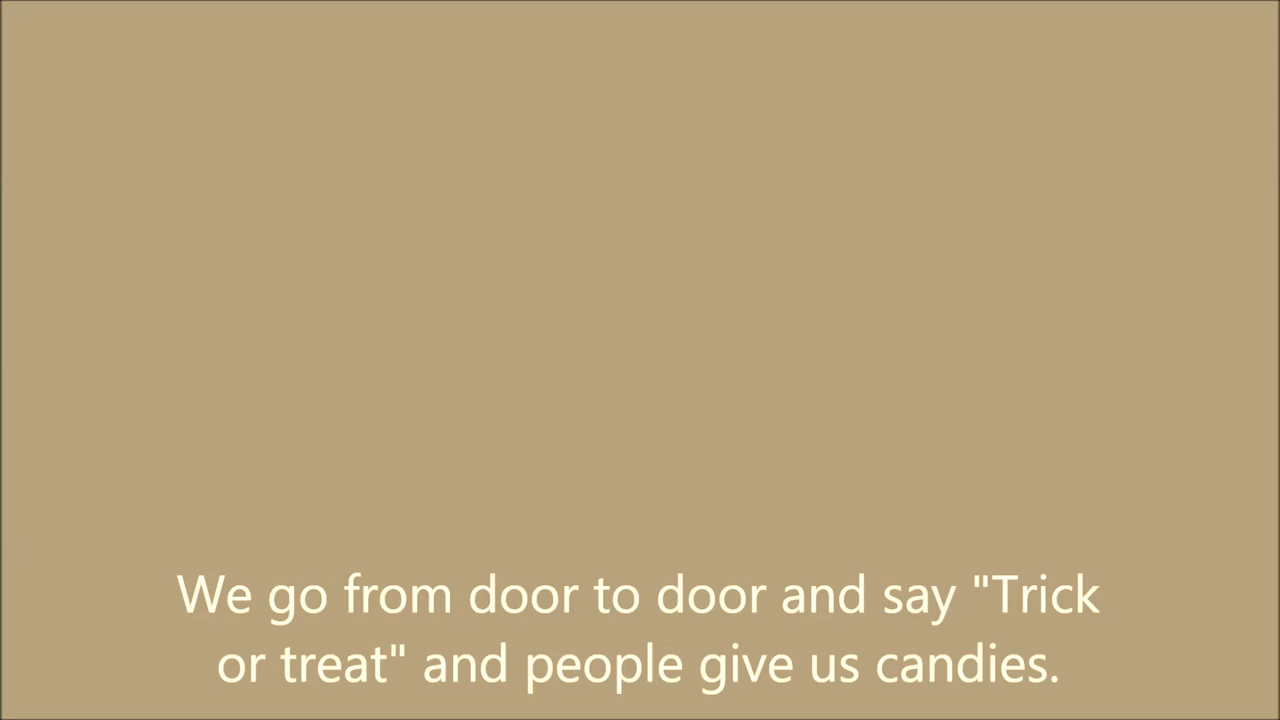 We go from door to door and say "Trick
or treat" and people give us candies.